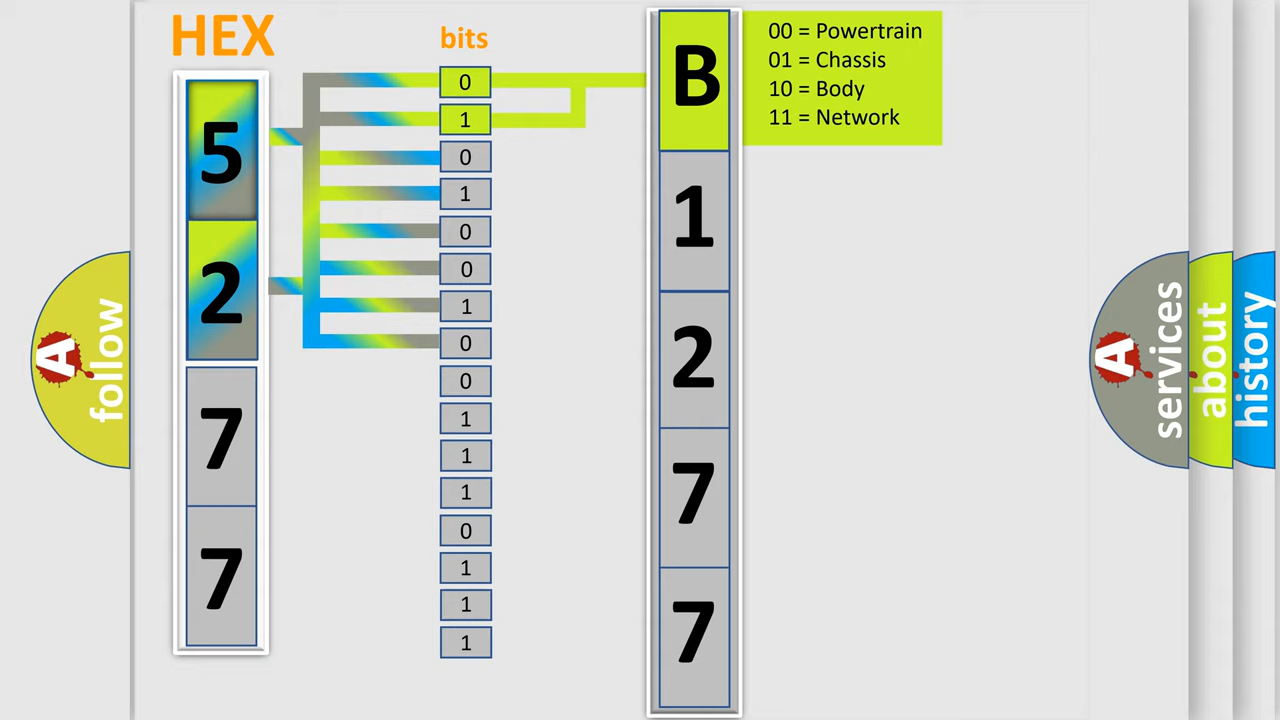 HEX
bits
5
2
7
7
0
1
0
1
0
0
1
0
0
1
1
1
0
1
1
1
B
1
2
7
7
00 = Powertrain
01 = Chassis
10 = Body
11 = Network
A
follow
A
services
about
history